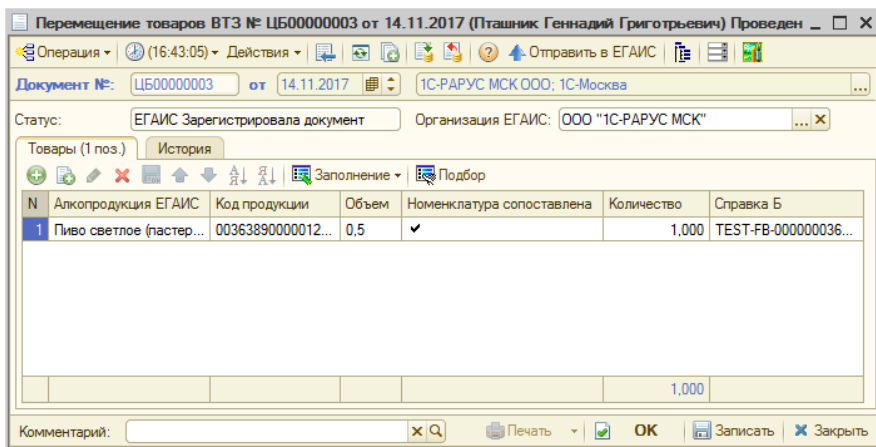 Перемещение товаров ВТЗ № ЦБ00000003 от 14.11.2017 (Пташник Геннадий Григотрьевич) Проведен
Операция (16:43:05) Действия Отправить в ЕГАИС
Документ №: ЦБ00000003 от 14.11.2017 1С-РАРУС МСК ООО; 1С-Москва ...
Статус: ЕГАИС Зарегистрировала документ Организация ЕГАИС: ООО "1С-РАРУС МСК" ...
Товары (1 поз.) История
Заполнение Подбор
N Алкопродукция ЕГАИС Код продукции Объем Номенклатура сопоставлена Количество Справка Б
1 Пиво светлое (пастер... 00363890000012... 0,5 ✔ 1,000 TEST-FB-000000036...
1,000
Комментарий: Печать OK Записать Закрыть